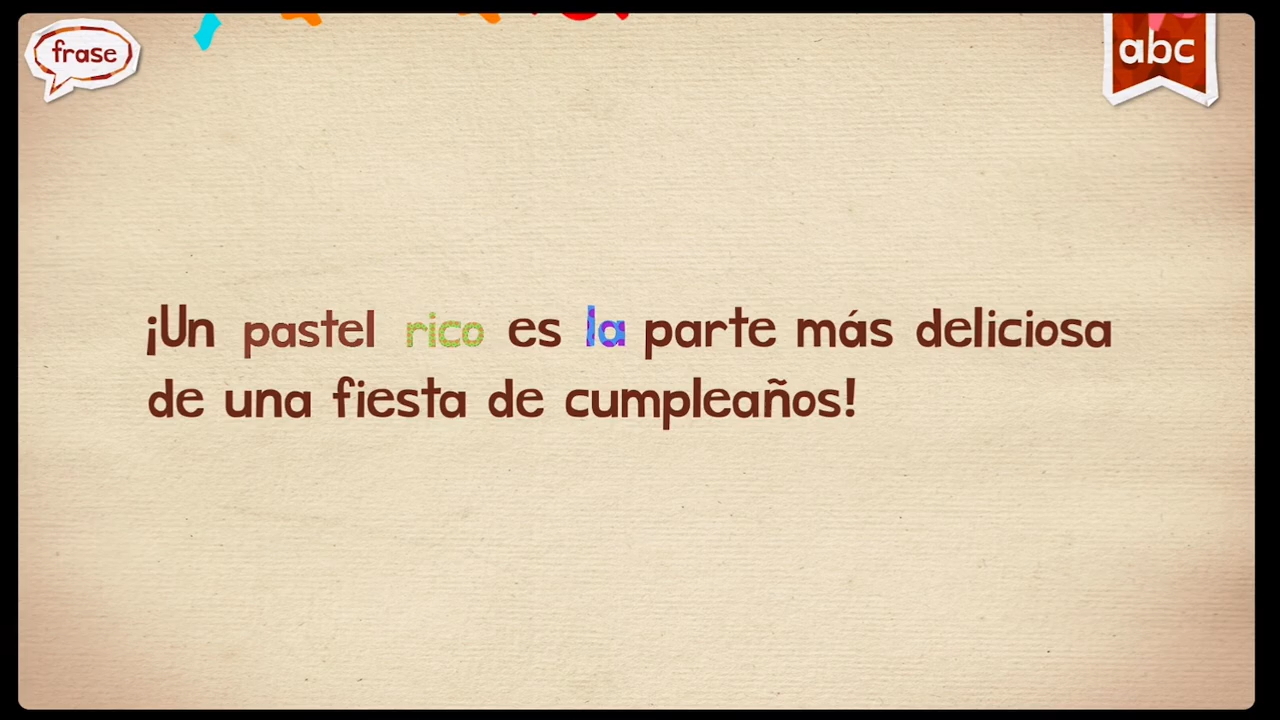 frase
abc
¡Un pastel rico es la parte más deliciosa
de una fiesta de cumpleaños!